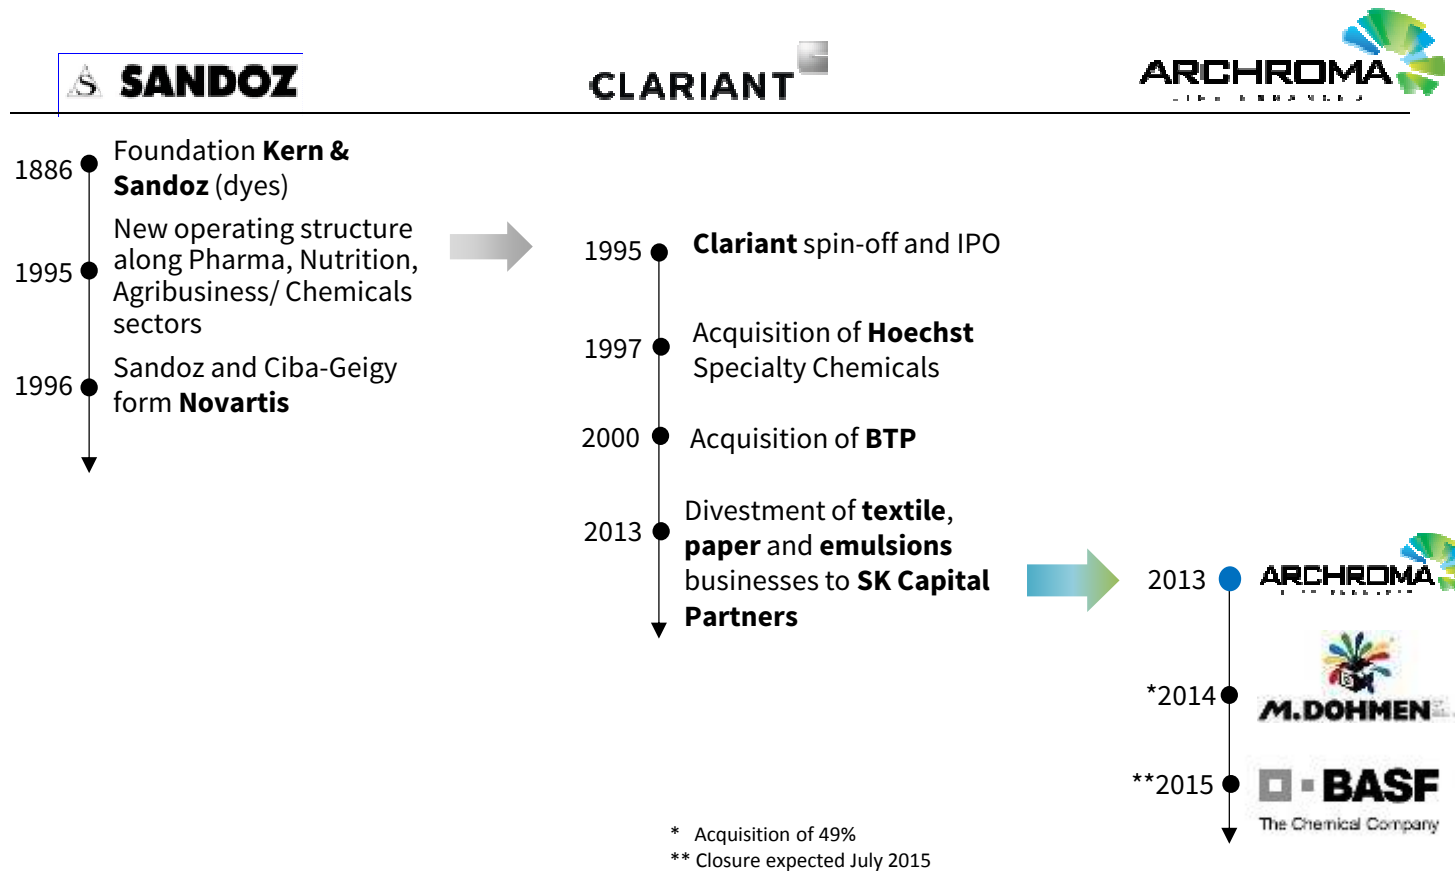 SANDOZ
CLARIANT
ARCHROMA
1886
Foundation Kern &
Sandoz (dyes)
1995
New operating structure
along Pharma, Nutrition,
Agribusiness/ Chemicals
sectors
1996
Sandoz and Ciba-Geigy
form Novartis
1995
Clariant spin-off and IPO
1997
Acquisition of Hoechst
Specialty Chemicals
2000
Acquisition of BTP
2013
Divestment of textile,
paper and emulsions
businesses to SK Capital
Partners
2013
ARCHROMA
*2014
M.DOHMEN
**2015
BASF
The Chemical Company
* Acquisition of 49%
** Closure expected July 2015